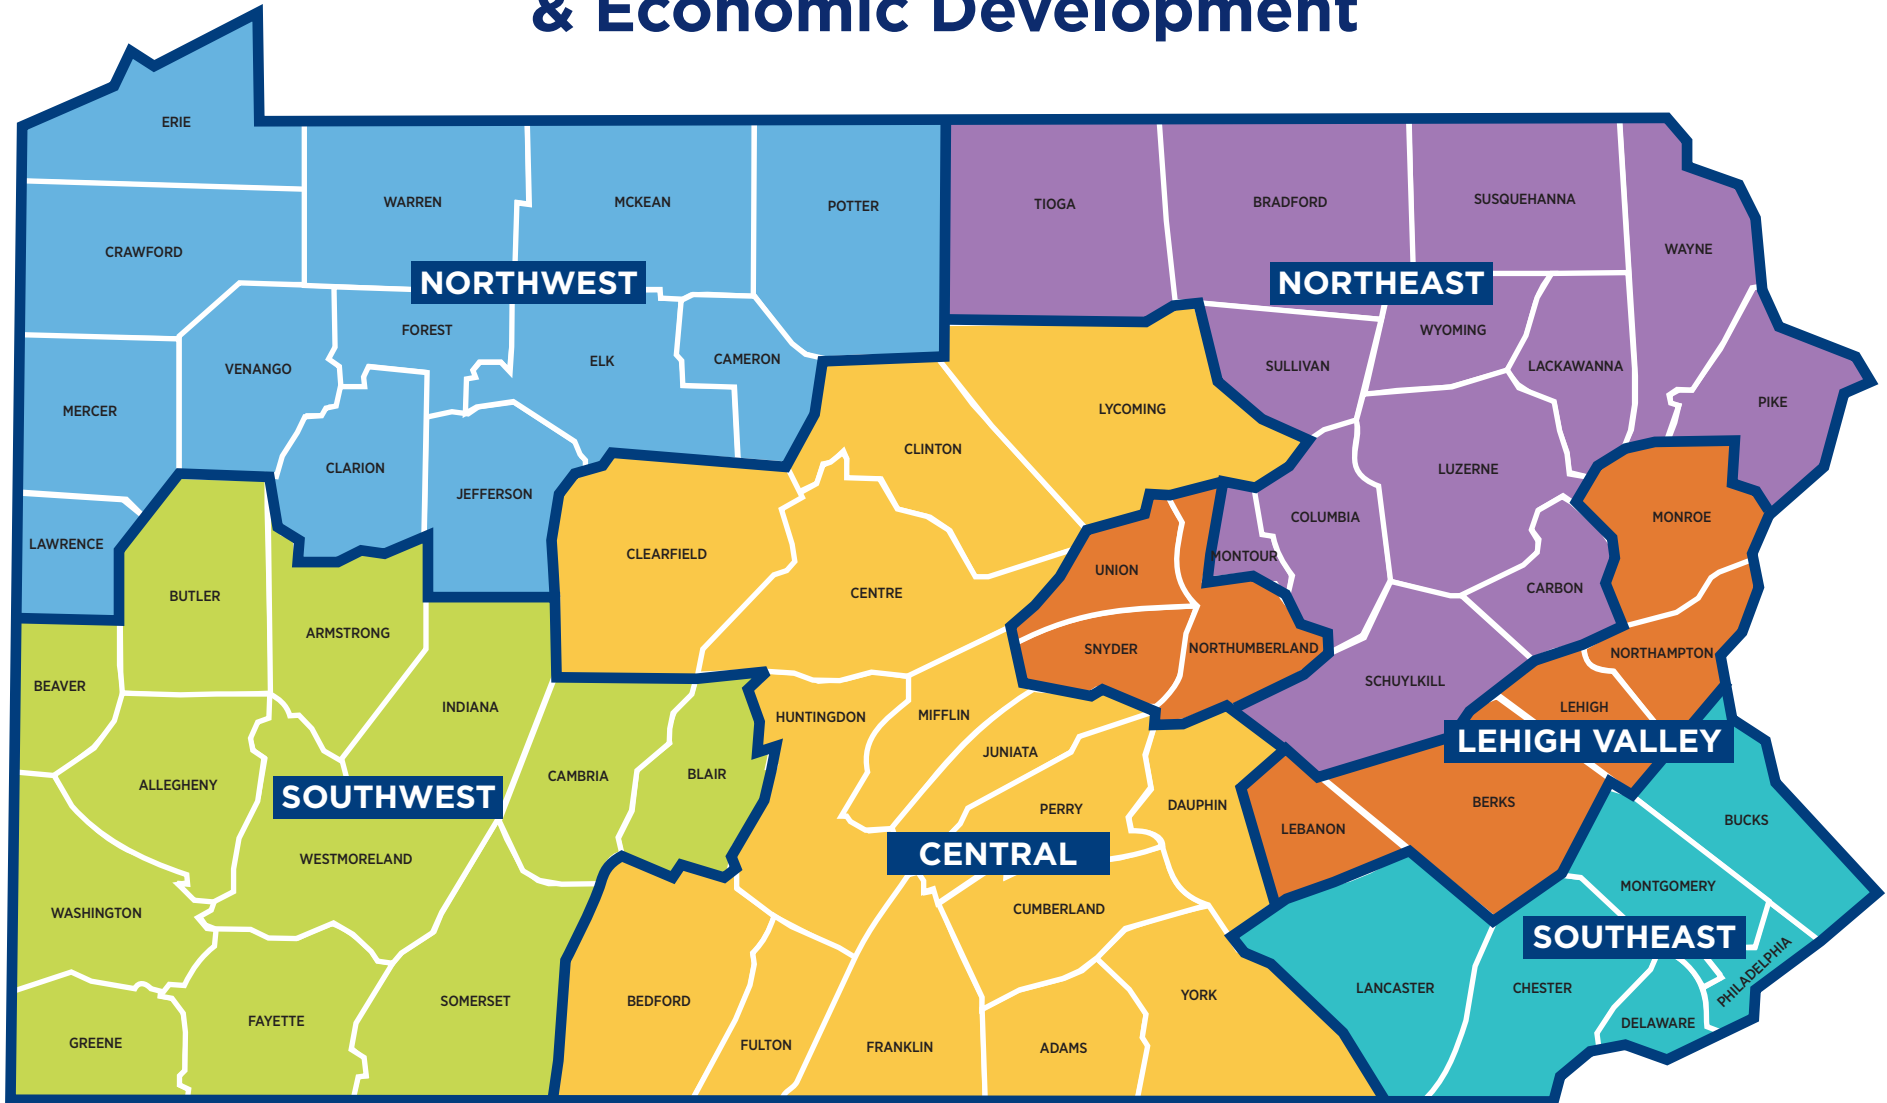 & Economic Development
ERIE
CRAWFORD
WARREN
MCKEAN
POTTER
NORTHWEST
FOREST
VENANGO
ELK
CAMERON
MERCER
CLARION
JEFFERSON
LAWRENCE
TIOGA
BRADFORD
SUSQUEHANNA
WAYNE
NORTHEAST
WYOMING
SULLIVAN
LACKAWANNA
PIKE
LUZERNE
COLUMBIA
MONTOUR
CARBON
SCHUYLKILL
LYCOMING
CLINTON
CLEARFIELD
CENTRE
HUNTINGDON
MIFFLIN
JUNIATA
PERRY
DAUPHIN
CENTRAL
CUMBERLAND
BEDFORD
FULTON
FRANKLIN
ADAMS
YORK
UNION
SNYDER
NORTHUMBERLAND
MONROE
NORTHAMPTON
LEHIGH
LEHIGH VALLEY
BERKS
LEBANON
BUTLER
ARMSTRONG
BEAVER
INDIANA
ALLEGHENY
CAMBRIA
BLAIR
SOUTHWEST
WESTMORELAND
WASHINGTON
SOMERSET
FAYETTE
GREENE
BUCKS
MONTGOMERY
SOUTHEAST
PHILADELPHIA
LANCASTER
CHESTER
DELAWARE